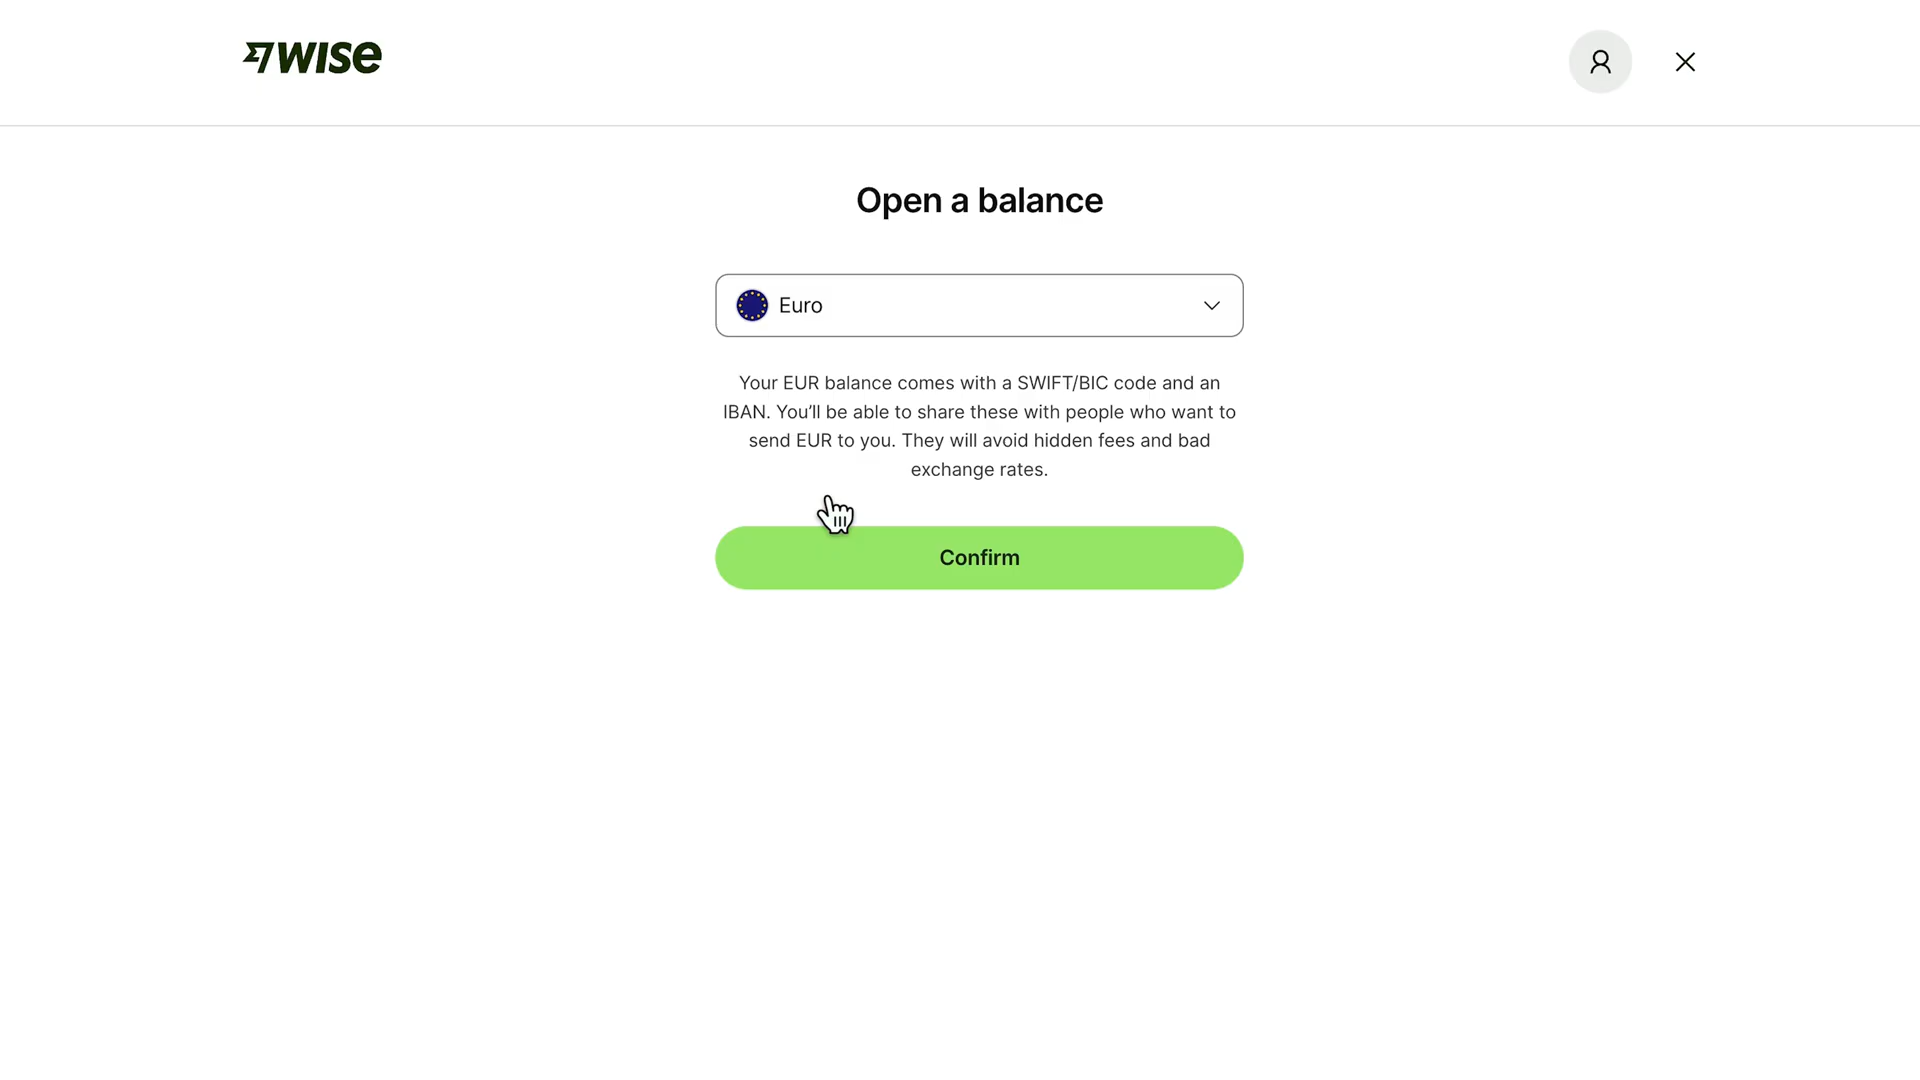 wise
Open a balance
Euro
Your EUR balance comes with a SWIFT/BIC code and an
IBAN. You'll be able to share these with people who want to
send EUR to you. They will avoid hidden fees and bad
exchange rates.
Confirm